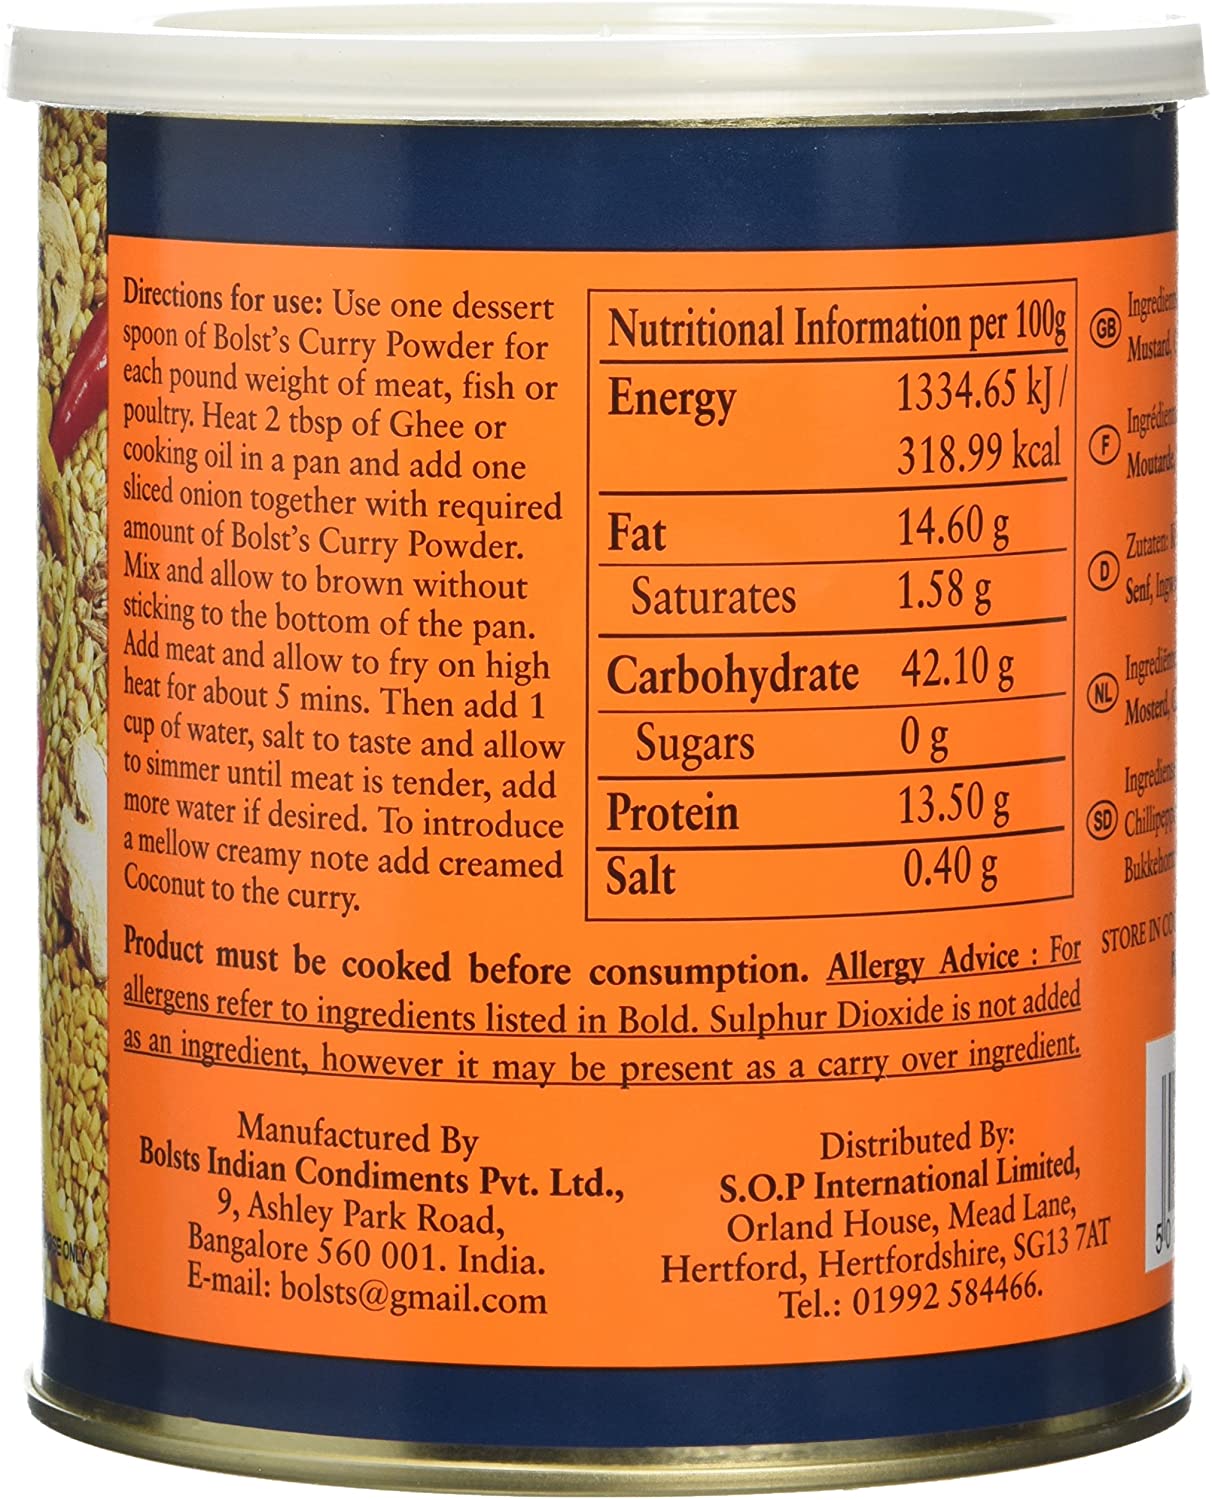 Directions for use: Use one dessert
spoon of Bolst's Curry Powder for
each pound weight of meat, fish or
poultry. Heat 2 tbsp of Ghee or
cooking oil in a pan and add one
sliced onion together with required
amount of Bolst's Curry Powder.
Mix and allow to brown without
sticking to the bottom of the pan.
Add meat and allow to fry on high
heat for about 5 mins. Then add 1
cup of water, salt to taste and allow
to simmer until meat is tender, add
more water if desired. To introduce
a mellow creamy note add creamed
Coconut to the curry.
Nutritional Information per 100g
Energy 1334.65 kJ/
318.99 kcal
Fat 14.60 g
Saturates 1.58 g
Carbohydrate 42.10 g
Sugars 0 g
Protein 13.50 g
Salt 0.40 g
Product must be cooked before consumption. Allergy Advice : For
allergens refer to ingredients listed in Bold. Sulphur Dioxide is not added
as an ingredient, however it may be present as a carry over ingredient.
Manufactured By
Bolsts Indian Condiments Pvt. Ltd.,
9, Ashley Park Road,
Bangalore 560 001. India.
E-mail: bolsts@gmail.com
Distributed By:
S.O.P International Limited,
Orland House, Mead Lane,
Hertford, Hertfordshire, SG13 7AT
Tel.: 01992 584466.
GB
Mustard,
F
Moutarde,
D Zutaten:
Senf,
NL
Mosterd,
SD
STORE IN
50
ONLY